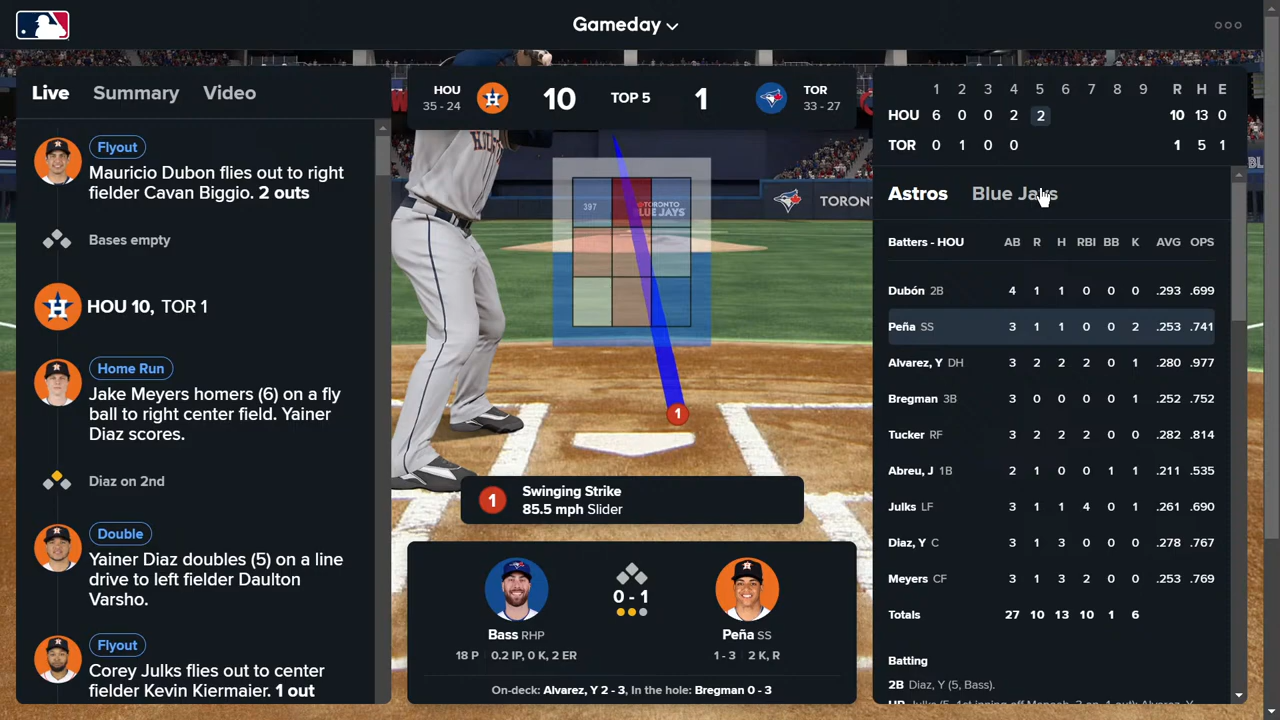 Gameday
Live Summary Video
Flyout
Mauricio Dubon flies out to right
fielder Cavan Biggio. 2 outs
Bases empty
HOU 10, TOR 1
Home Run
Jake Meyers homers (6) on a fly
ball to right center field. Yainer
Diaz scores.
Diaz on 2nd
Double
Yainer Diaz doubles (5) on a line
drive to left fielder Daulton
Varsho.
Flyout
Corey Julks flies out to center
fielder Kevin Kiermaier. 1 out
HOU
35 - 24
10
TOP 5
1
TOR
33 - 27
397
TORONTO
BLUE JAYS
TORON
1
1
Swinging Strike
85.5 mph Slider
0 - 1
Bass RHP
18 P 0.2 IP, 0 K, 2 ER
Peña SS
1 - 3 2 K, R
On-deck: Alvarez, Y 2 - 3, In the hole: Bregman 0 - 3
1 2 3 4 5 6 7 8 9 R H E
HOU 6 0 0 2 2 10 13 0
TOR 0 1 0 0 1 5 1
Astros Blue Jays
Batters - HOU AB R H RBI BB K AVG OPS
Dubón 2B 4 1 1 0 0 0 .293 .699
Peña SS 3 1 1 0 0 2 .253 .741
Alvarez, Y DH 3 2 2 2 0 1 .280 .977
Bregman 3B 3 0 0 0 0 1 .252 .752
Tucker RF 3 2 2 2 0 0 .282 .814
Abreu, J 1B 2 1 0 0 1 1 .211 .535
Julks LF 3 1 1 4 0 1 .261 .690
Diaz, Y C 3 1 3 0 0 0 .278 .767
Meyers CF 3 1 3 2 0 1 .253 .769
Totals 27 10 13 10 1 6
Batting
2B Diaz, Y (5, Bass).